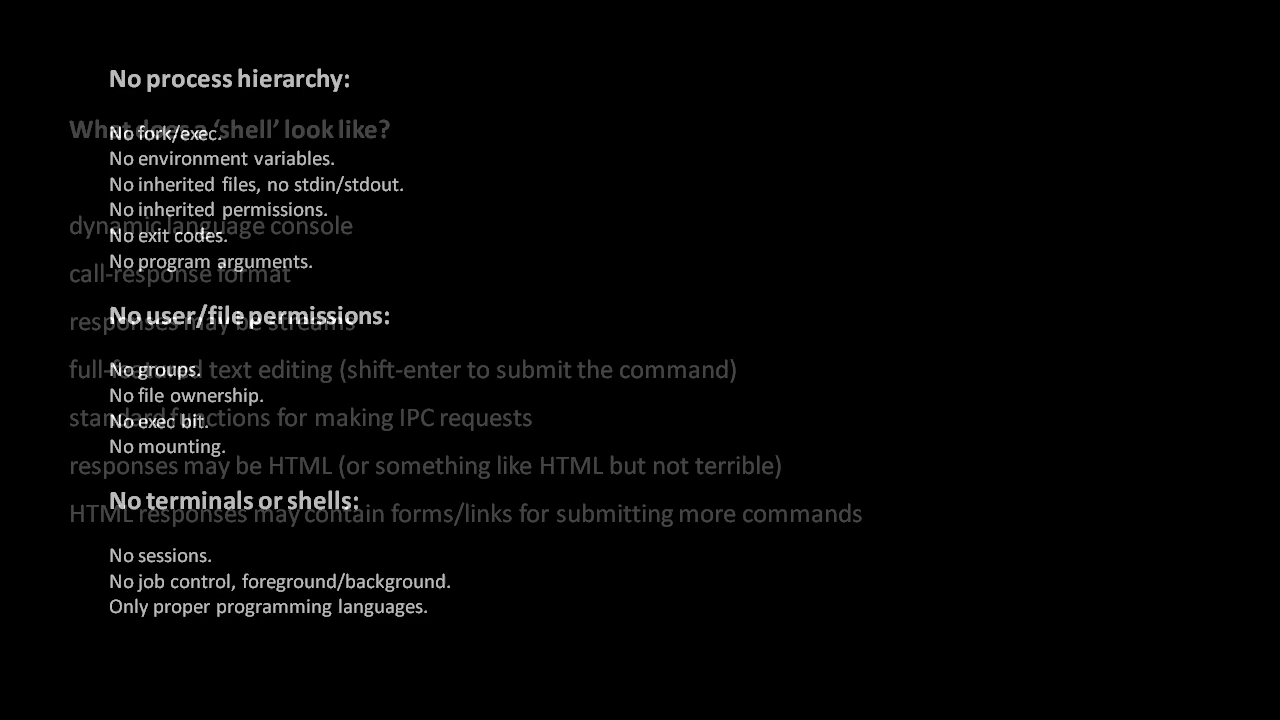 No process hierarchy:
What does a ‘shell’ look like?
No fork/exec.
No environment variables.
No inherited files, no stdin/stdout.
No inherited permissions.
dynamic language console
No exit codes.
No program arguments.
call-response format
No user/file permissions:
responses may be streams
No groups.
full-featured text editing (shift-enter to submit the command)
No file ownership.
standard functions for making IPC requests
No exec bit.
No mounting.
responses may be HTML (or something like HTML but not terrible)
No terminals or shells:
HTML responses may contain forms/links for submitting more commands
No sessions.
No job control, foreground/background.
Only proper programming languages.